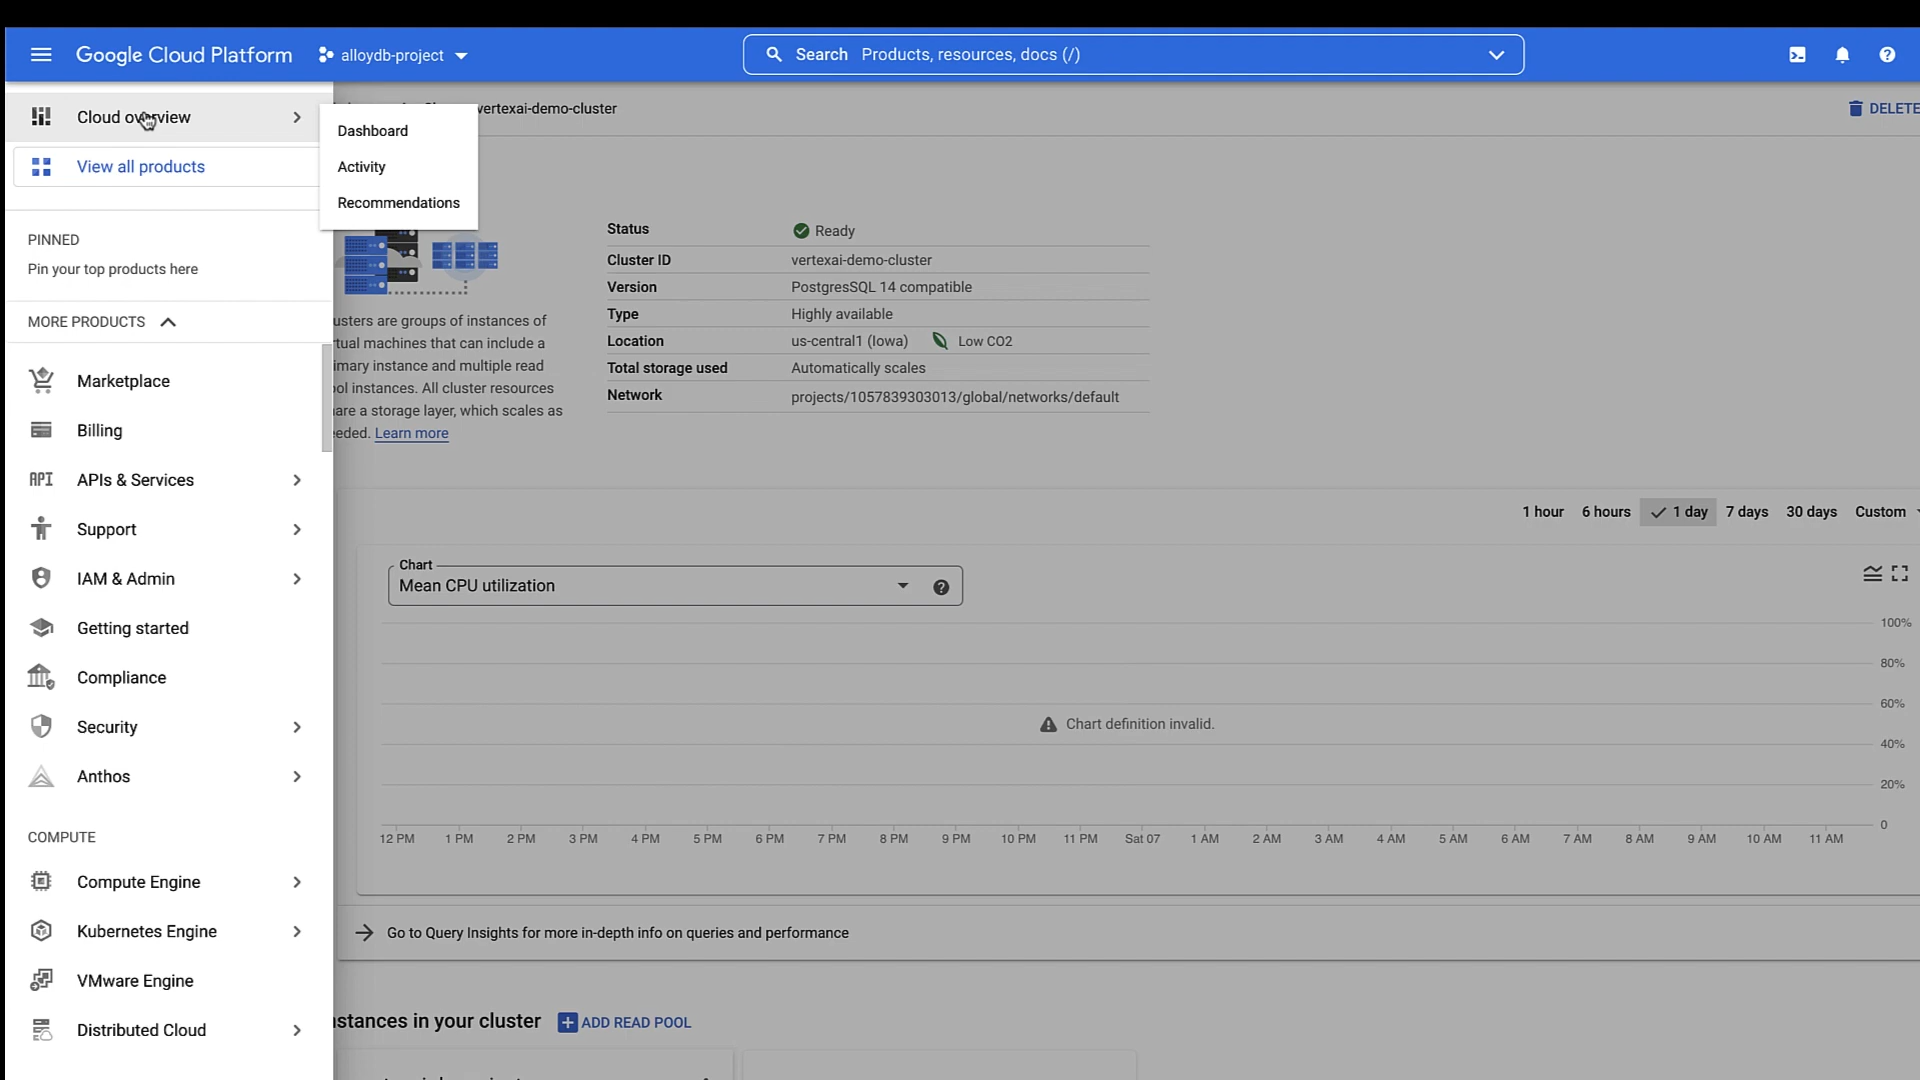 Google Cloud Platform
alloydb-project
Search Products, resources, docs (/)
Cloud overview
View all products
Dashboard
Activity
Recommendations
vertexai-demo-cluster
DELETE
PINNED
Pin your top products here
MORE PRODUCTS
Marketplace
Billing
API APIs & Services
Support
IAM & Admin
Getting started
Compliance
Security
Anthos
COMPUTE
Compute Engine
Kubernetes Engine
VMware Engine
Distributed Cloud
usters are groups of instances of
rtual machines that can include a
imary instance and multiple read
ol instances. All cluster resources
are a storage layer, which scales as
eded. Learn more
Status Ready
Cluster ID vertexai-demo-cluster
Version PostgreSQL 14 compatible
Type Highly available
Location us-central1 (Iowa) Low CO2
Total storage used Automatically scales
Network projects/1057839303013/global/networks/default
1 hour 6 hours 1 day 7 days 30 days Custom
Chart
Mean CPU utilization
100%
80%
60%
Chart definition invalid.
40%
20%
0
12 PM 1 PM 2 PM 3 PM 4 PM 5 PM 6 PM 7 PM 8 PM 9 PM 10 PM 11 PM Sat 07 1 AM 2 AM 3 AM 4 AM 5 AM 6 AM 7 AM 8 AM 9 AM 10 AM 11 AM
Go to Query Insights for more in-depth info on queries and performance
nstances in your cluster
ADD READ POOL